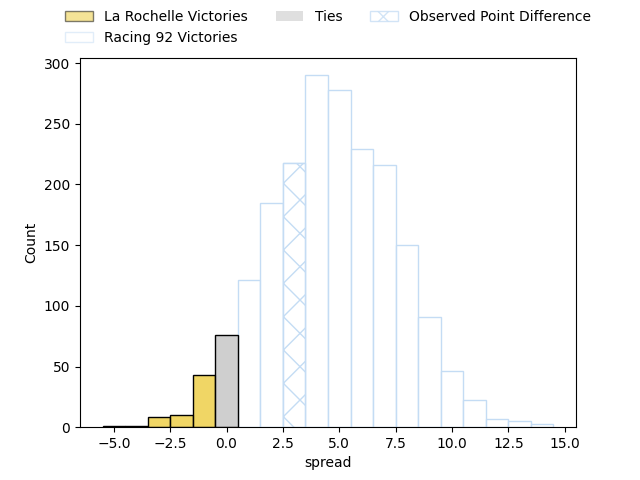 La Rochelle Victories
Ties
Observed Point Difference
Racing 92 Victories
300
250
200
150
100
50
0
Count
−5.0
−2.5
0.0
2.5
5.0
7.5
10.0
12.5
15.0
spread